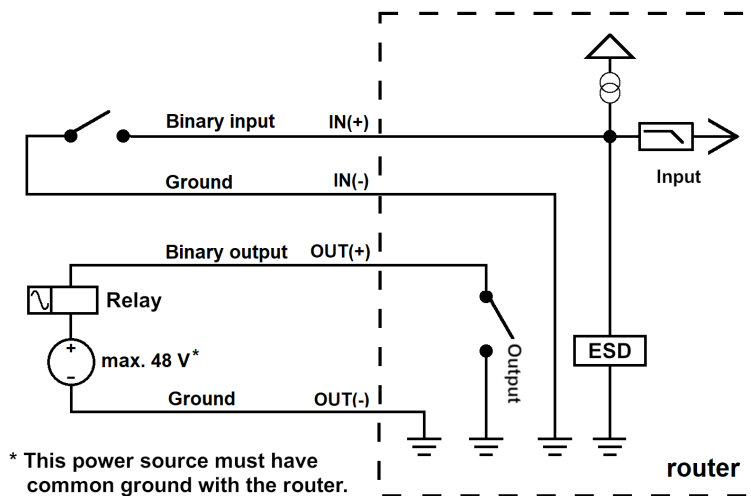 Binary input IN(+)
Input
Ground IN(-)
Binary output OUT(+)
Relay
+
max. 48 V*
-
Output
ESD
Ground OUT(-)
* This power source must have
common ground with the router.
router